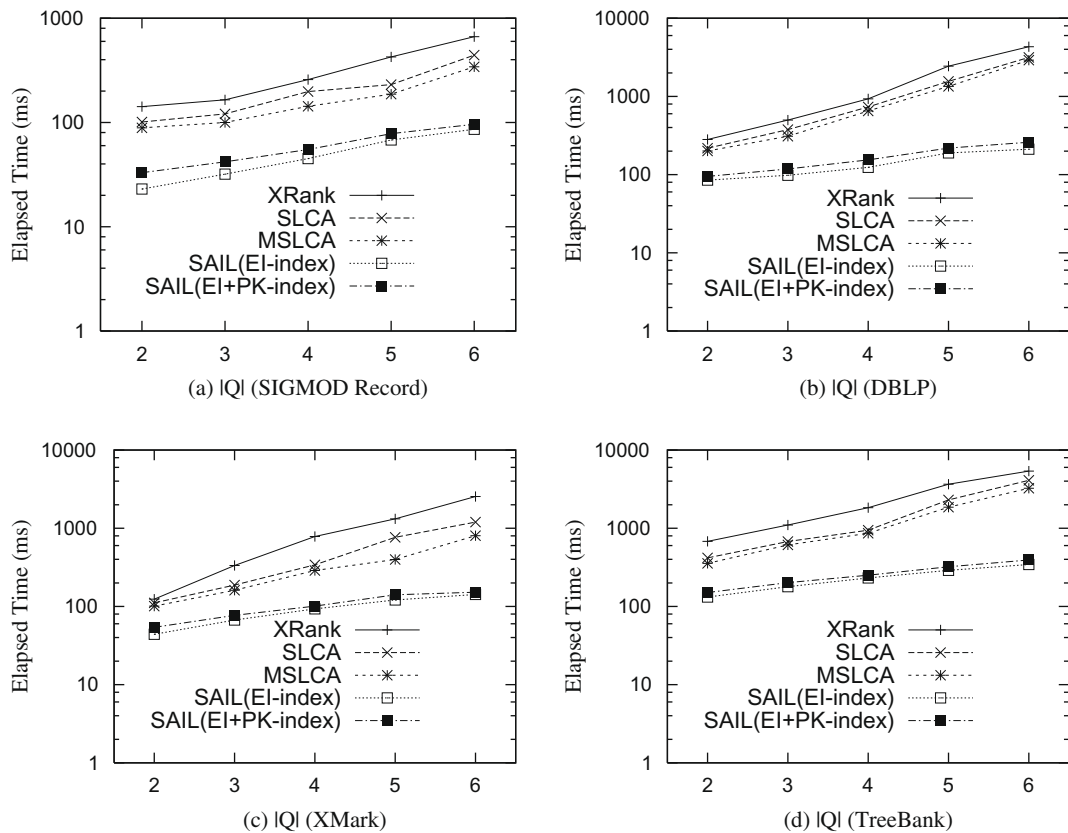 1000
100
10
1
Elapsed Time (ms)
XRank
SLCA
MSLCA
SAIL(EI-index)
SAIL(EI+PK-index)
2 3 4 5 6
(a) |Q| (SIGMOD Record)
10000
1000
100
10
1
Elapsed Time (ms)
XRank
SLCA
MSLCA
SAIL(EI-index)
SAIL(EI+PK-index)
2 3 4 5 6
(b) |Q| (DBLP)
10000
1000
100
10
1
Elapsed Time (ms)
XRank
SLCA
MSLCA
SAIL(EI-index)
SAIL(EI+PK-index)
2 3 4 5 6
(c) |Q| (XMark)
10000
1000
100
10
1
Elapsed Time (ms)
XRank
SLCA
MSLCA
SAIL(EI-index)
SAIL(EI+PK-index)
2 3 4 5 6
(d) |Q| (TreeBank)